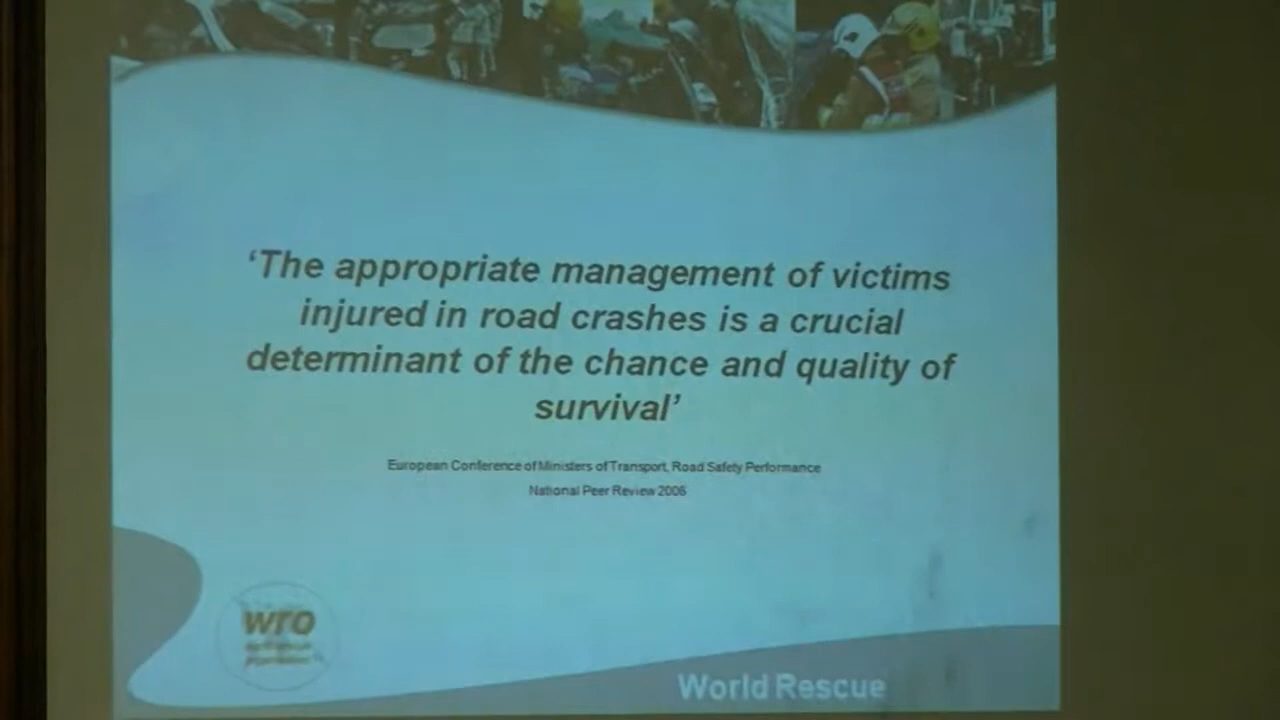 ‘The appropriate management of victims
injured in road crashes is a crucial
determinant of the chance and quality of
survival’
European Conference of Ministers of Transport, Road Safety Performance
National Peer Review 2006
wro
World Rescue